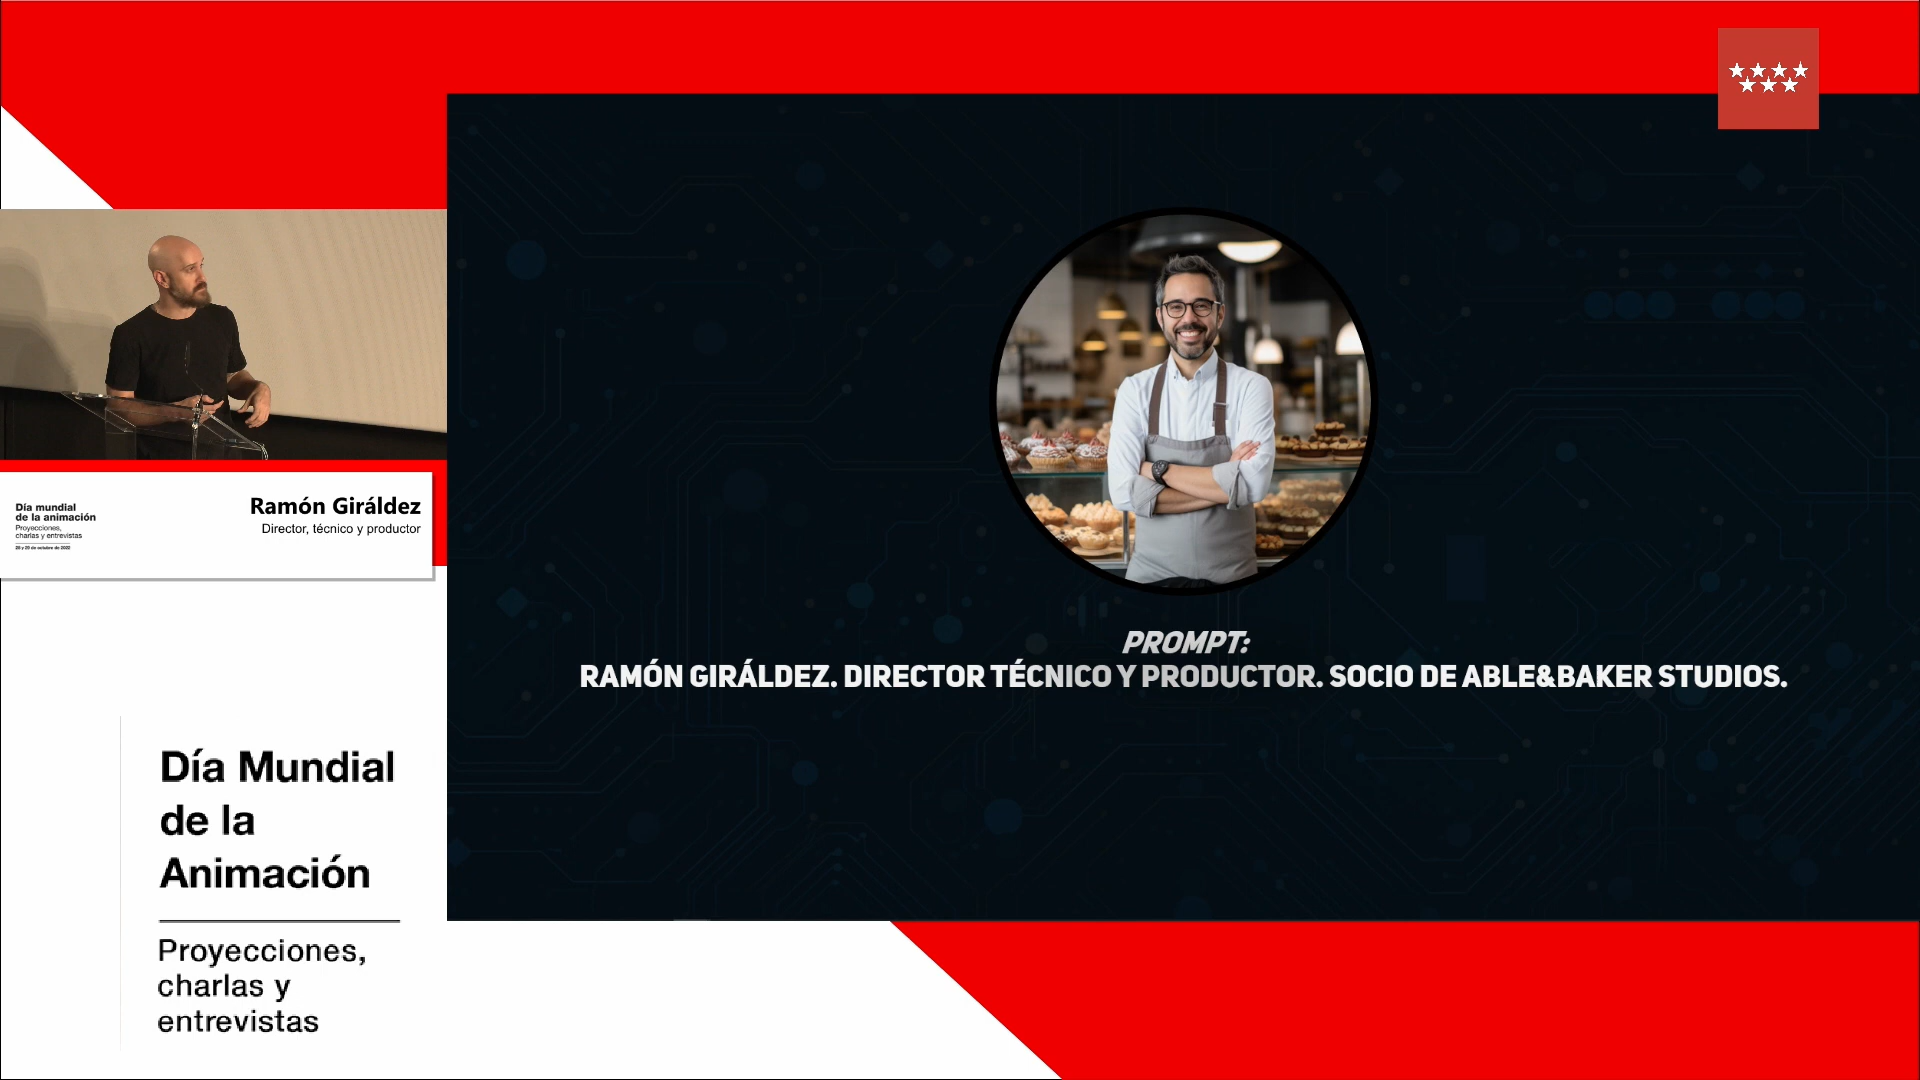 Día mundial
de la animación
Proyecciones,
charlas y entrevistas
Ramón Giráldez
Director, técnico y productor
PROMPT:
RAMÓN GIRÁLDEZ. DIRECTOR TÉCNICO Y PRODUCTOR. SOCIO DE ABLE&BAKER STUDIOS.
Día Mundial
de la
Animación
Proyecciones,
charlas y
entrevistas